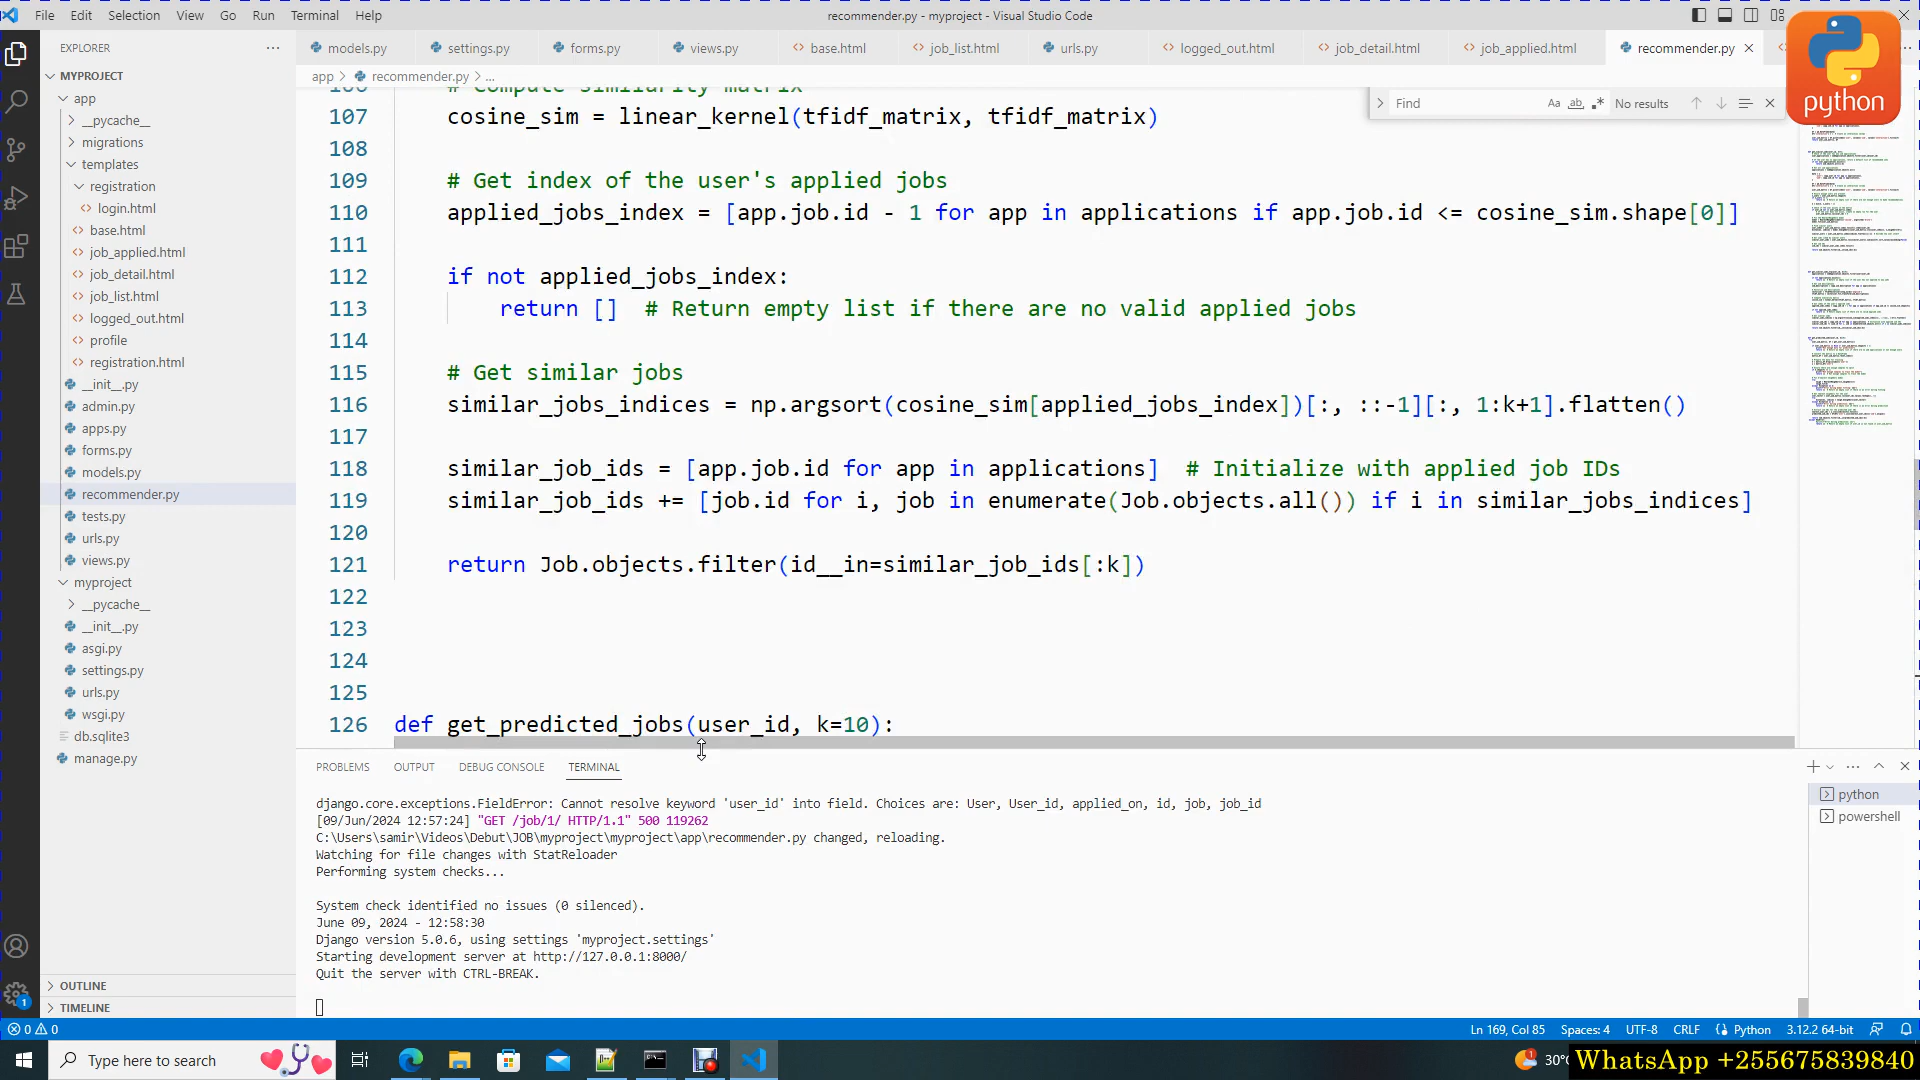 File Edit Selection View Go Run Terminal Help
recommender.py - myproject - Visual Studio Code
EXPLORER
models.py settings.py forms.py views.py base.html job_list.html urls.py logged_out.html job_detail.html job_applied.html recommender.py
python
MYPROJECT
app > recommender.py > ...
Find
Aa ab No results
app
__pycache__
migrations
templates
registration
login.html
base.html
job_applied.html
job_detail.html
job_list.html
logged_out.html
profile
registration.html
__init__.py
admin.py
apps.py
forms.py
models.py
recommender.py
tests.py
urls.py
views.py
myproject
__pycache__
__init__.py
asgi.py
settings.py
urls.py
wsgi.py
db.sqlite3
manage.py
OUTLINE
TIMELINE
106 # Compute similarity matrix
107 cosine_sim = linear_kernel(tfidf_matrix, tfidf_matrix)
108
109 # Get index of the user's applied jobs
110 applied_jobs_index = [app.job.id - 1 for app in applications if app.job.id <= cosine_sim.shape[0]]
111
112 if not applied_jobs_index:
113 return [] # Return empty list if there are no valid applied jobs
114
115 # Get similar jobs
116 similar_jobs_indices = np.argsort(cosine_sim[applied_jobs_index])[:, ::-1][:, 1:k+1].flatten()
117
118 similar_job_ids = [app.job.id for app in applications] # Initialize with applied job IDs
119 similar_job_ids += [job.id for i, job in enumerate(Job.objects.all()) if i in similar_jobs_indices]
120
121 return Job.objects.filter(id__in=similar_job_ids[:k])
122
123
124
125
126 def get_predicted_jobs(user_id, k=10):
PROBLEMS OUTPUT DEBUG CONSOLE TERMINAL
django.core.exceptions.FieldError: Cannot resolve keyword 'user_id' into field. Choices are: User, User_id, applied_on, id, job, job_id
[09/Jun/2024 12:57:24] "GET /job/1/ HTTP/1.1" 500 119262
C:\Users\samir\Videos\Debut\JOB\myproject\myproject\app\recommender.py changed, reloading.
Watching for file changes with StatReloader
Performing system checks...
System check identified no issues (0 silenced).
June 09, 2024 - 12:58:30
Django version 5.0.6, using settings 'myproject.settings'
Starting development server at http://127.0.0.1:8000/
Quit the server with CTRL-BREAK.
python
powershell
1
0 0
Ln 169, Col 85 Spaces: 4 UTF-8 CRLF Python 3.12.2 64-bit
Type here to search
1 30°
WhatsApp +255675839840